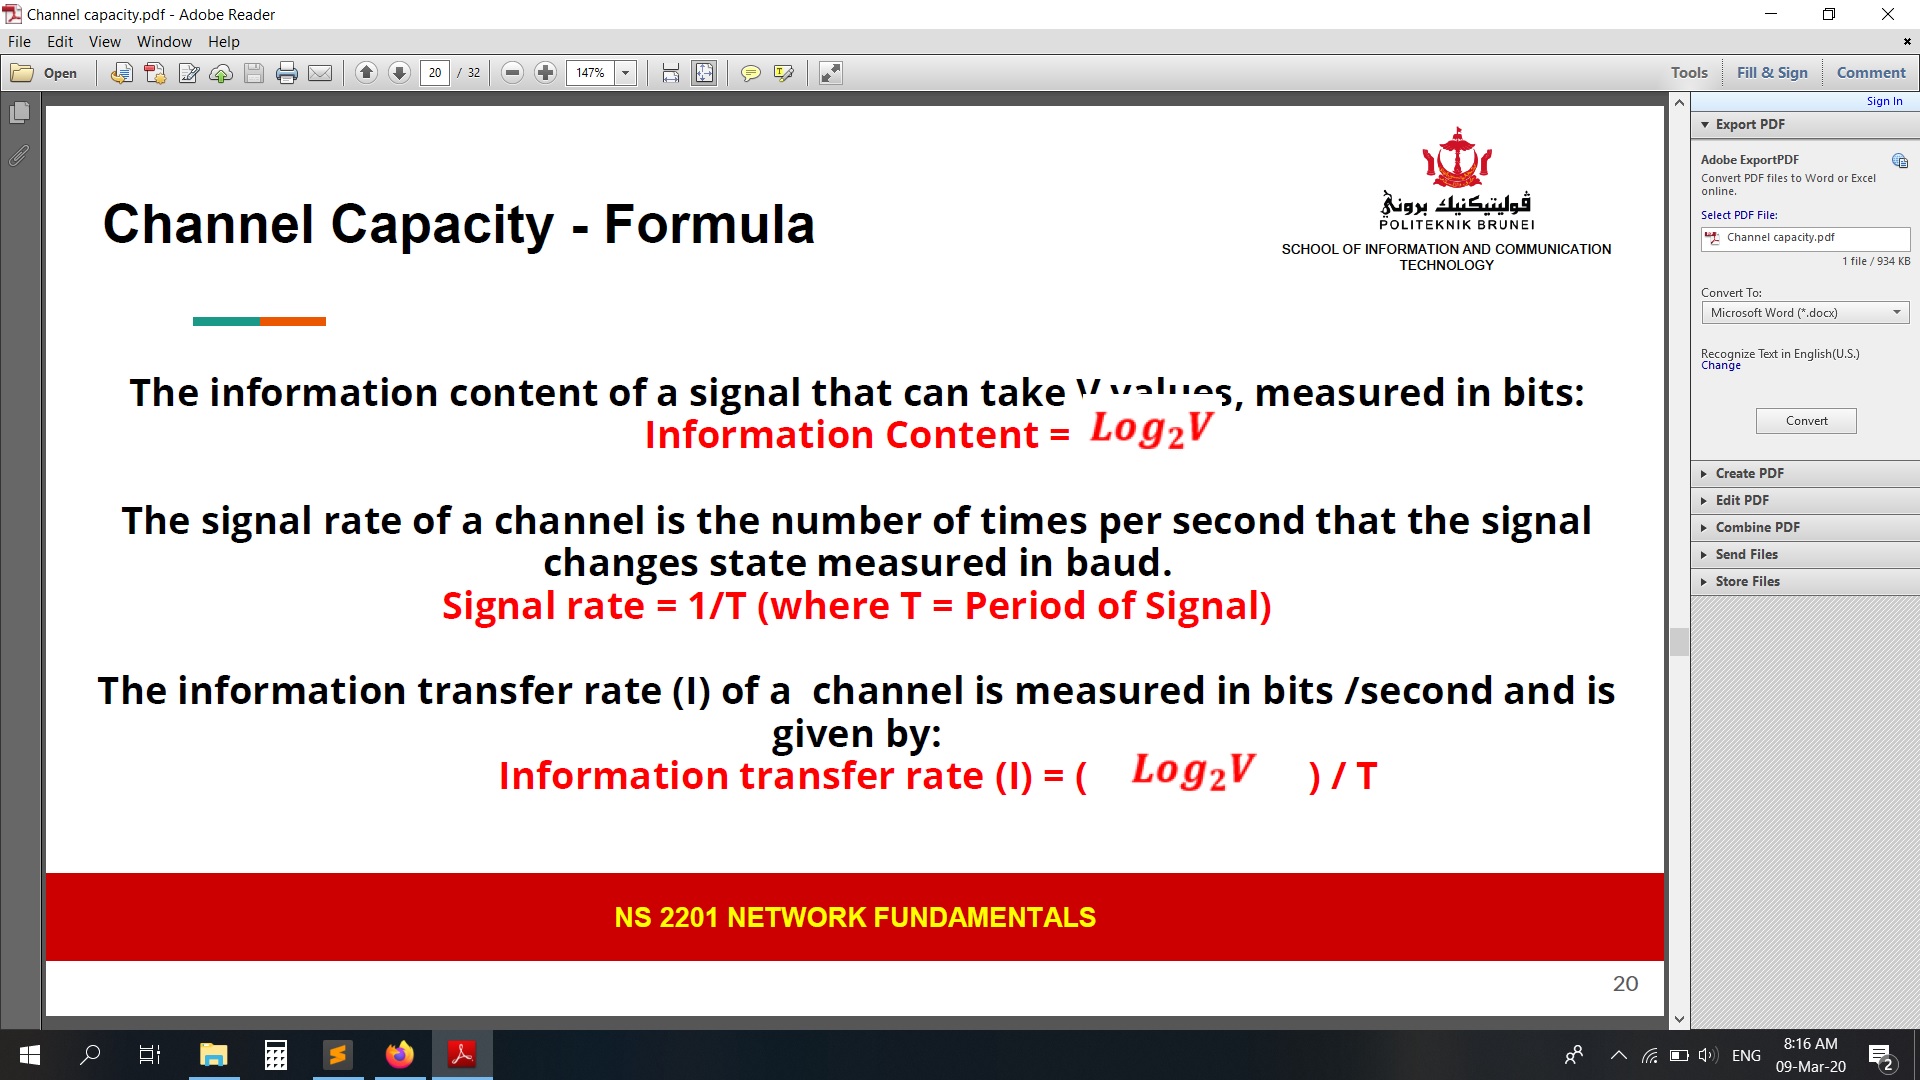 Channel capacity.pdf - Adobe Reader
File Edit View Window Help
Open 20 / 32 147% Tools Fill & Sign Comment
Sign In
Export PDF
Adobe ExportPDF
Convert PDF files to Word or Excel
online.
Select PDF File:
Channel capacity.pdf
1 file / 934 KB
Convert To:
Microsoft Word (*.docx)
Recognize Text in English(U.S.)
Change
Convert
Create PDF
Edit PDF
Combine PDF
Send Files
Store Files
ڤوليتيكنيك بروني
POLITEKNIK BRUNEI
SCHOOL OF INFORMATION AND COMMUNICATION
TECHNOLOGY
Channel Capacity - Formula
The information content of a signal that can take V values, measured in bits:
Information Content = Log₂V
The signal rate of a channel is the number of times per second that the signal
changes state measured in baud.
Signal rate = 1/T (where T = Period of Signal)
The information transfer rate (I) of a channel is measured in bits /second and is
given by:
Information transfer rate (I) = ( Log₂V ) / T
NS 2201 NETWORK FUNDAMENTALS
20
ENG
8:16 AM
09-Mar-20
2